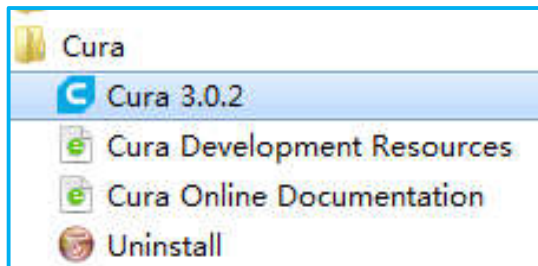 Cura
Cura 3.0.2
Cura Development Resources
Cura Online Documentation
Uninstall